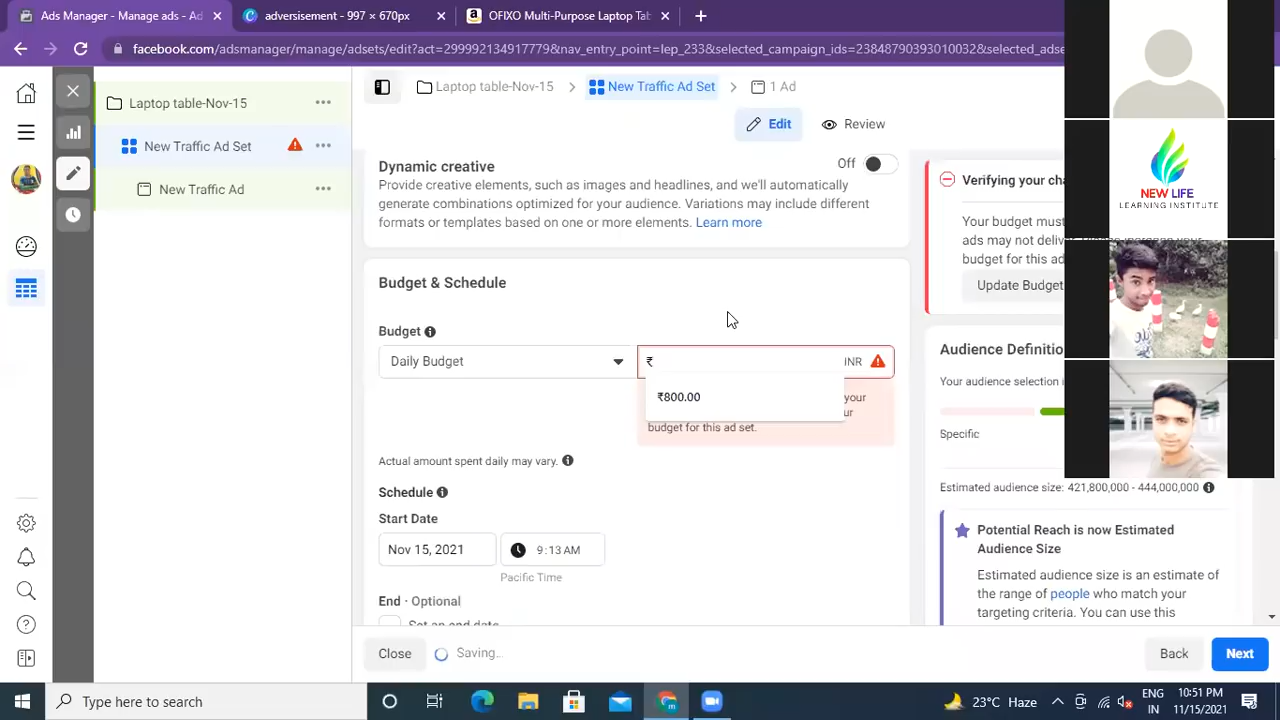 Ads Manager - Manage ads - Ads
advertisement - 997 × 670px
OFIXO Multi-Purpose Laptop Tab
facebook.com/adsmanager/manage/adsets/edit?act=299992134917779&nav_entry_point=lep_233&selected_campaign_ids=23848790393010032&selected_adse
Laptop table-Nov-15
New Traffic Ad Set
New Traffic Ad
Laptop table-Nov-15
New Traffic Ad Set
1 Ad
Edit
Review
Dynamic creative
Off
Provide creative elements, such as images and headlines, and we'll automatically
generate combinations optimized for your audience. Variations may include different
formats or templates based on one or more elements. Learn more
Budget & Schedule
Budget
Daily Budget
₹
INR
₹800.00
your
ur
budget for this ad set.
Actual amount spent daily may vary.
Schedule
Start Date
Nov 15, 2021
9:13 AM
Pacific Time
End · Optional
Set an end date
Close
Saving..
Back
Next
Verifying your cha
Your budget must
ads may not deliver.
budget for this ad
Update Budget
Audience Definitio
Your audience selection i
Specific
Estimated audience size: 421,800,000 - 444,000,000
Potential Reach is now Estimated
Audience Size
Estimated audience size is an estimate of
the range of people who match your
targeting criteria. You can use this
NEW LIFE
LEARNING INSTITUTE
Type here to search
23°C Haze
ENG
IN
10:51 PM
11/15/2021